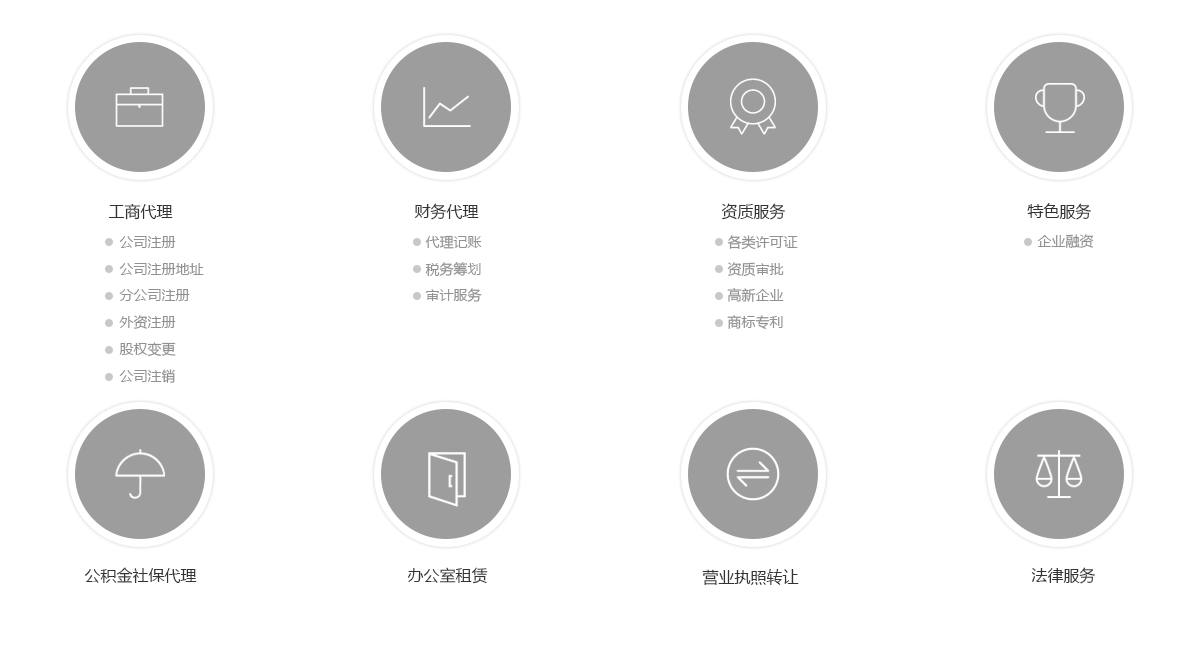 工商代理
公司注册
公司注册地址
分公司注册
外资注册
股权变更
公司注销
财务代理
代理记账
税务筹划
审计服务
资质服务
各类许可证
资质审批
高新企业
商标专利
特色服务
企业融资
公积金社保代理
办公室租赁
营业执照转让
法律服务